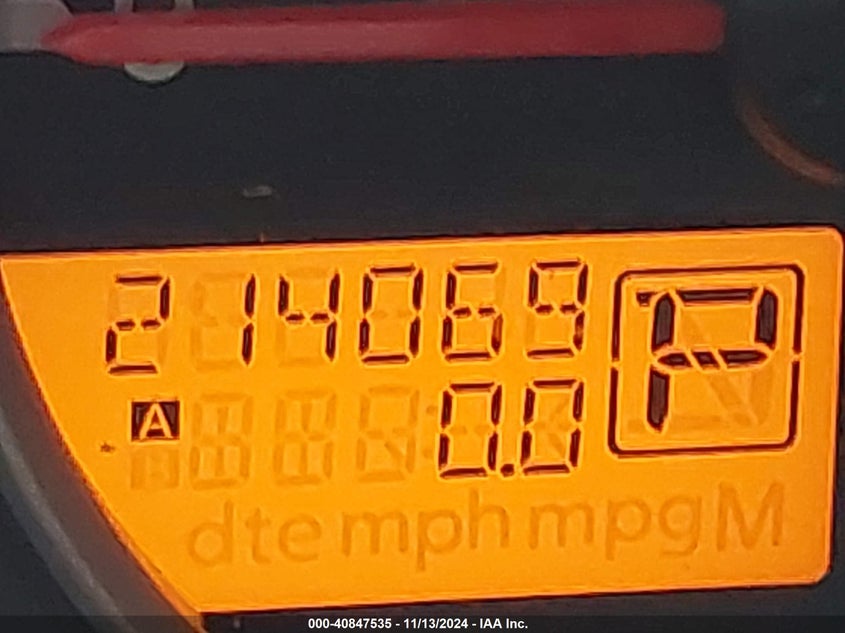 214069
P
A 0.0
dte mph mpg M
000-40847535 - 11/13/2024 - IAA Inc.